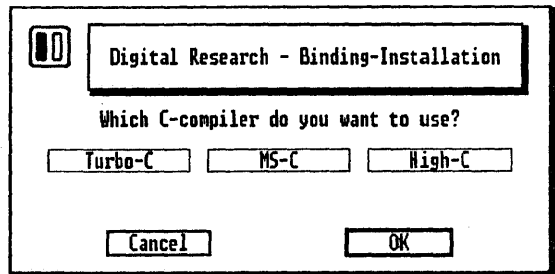 Digital Research - Binding-Installation
Which C-compiler do you want to use?
Turbo-C MS-C High-C
Cancel OK